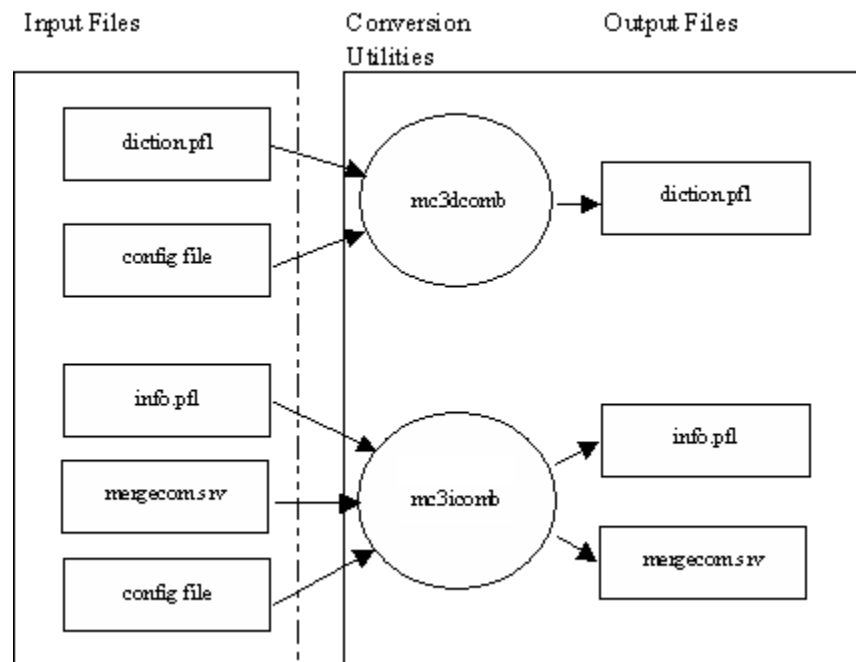 Input Files
Conversion
Utilities
Output Files
diction.pfl
config file
mc3dcomb
diction.pfl
info.pfl
mergecom.srv
config file
mc3icomb
info.pfl
mergecom.srv